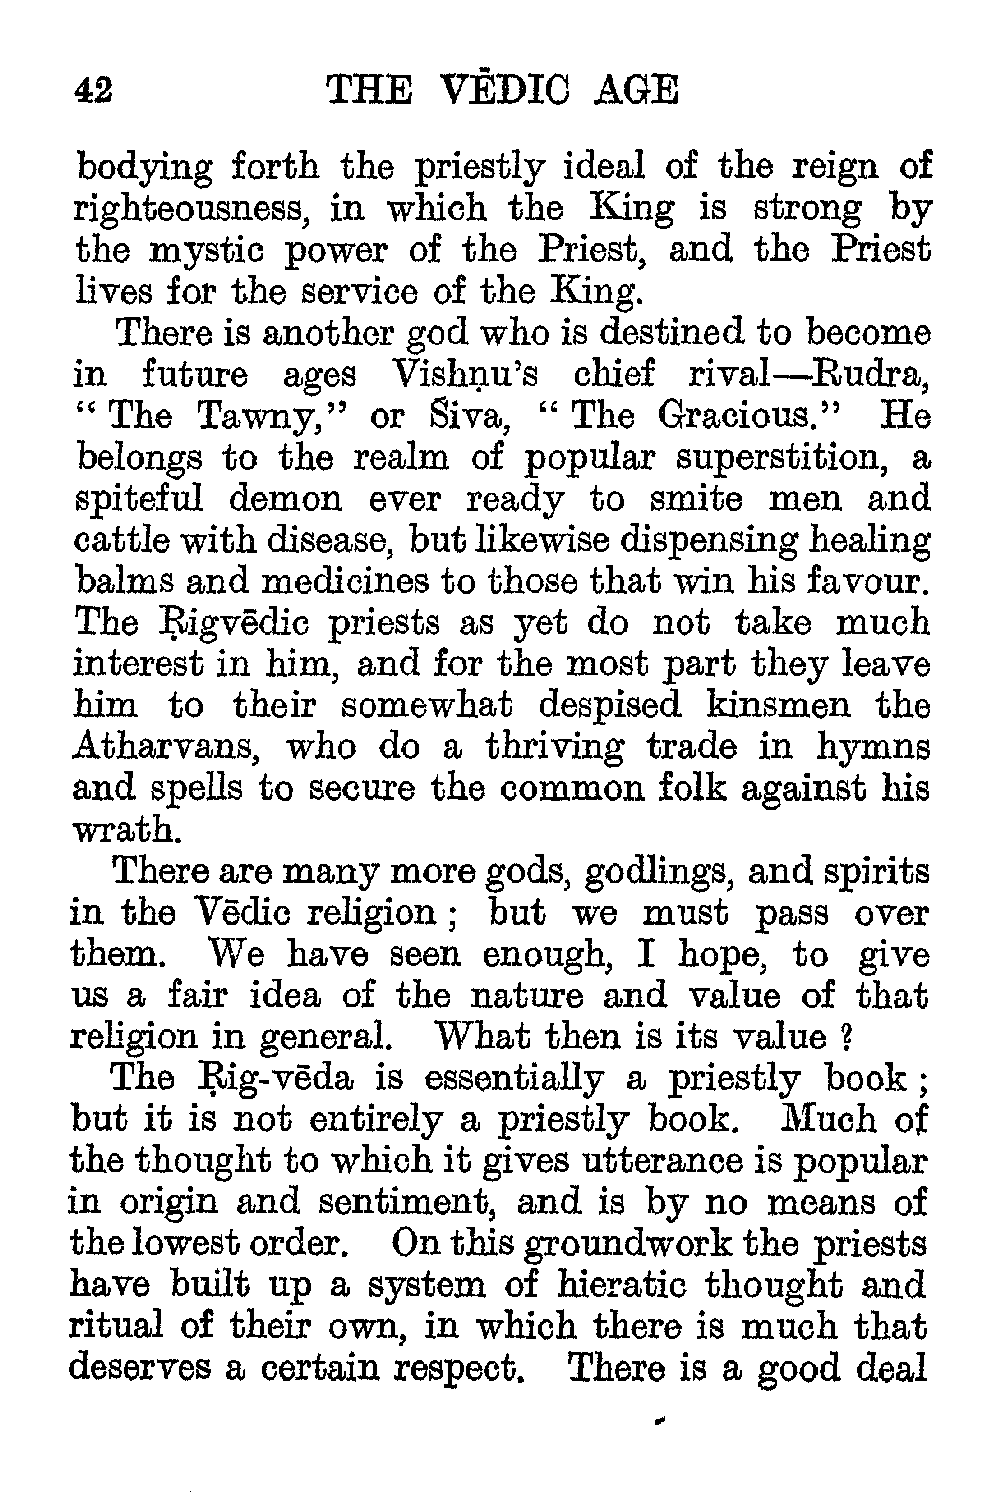 42 THE VĒDIC AGE
bodying forth the priestly ideal of the reign of
righteousness, in which the King is strong by
the mystic power of the Priest, and the Priest
lives for the service of the King.
There is another god who is destined to become
in future ages Vishṇu's chief rival—Rudra,
“ The Tawny,” or Śiva, “ The Gracious.” He
belongs to the realm of popular superstition, a
spiteful demon ever ready to smite men and
cattle with disease, but likewise dispensing healing
balms and medicines to those that win his favour.
The Ṛigvēdic priests as yet do not take much
interest in him, and for the most part they leave
him to their somewhat despised kinsmen the
Atharvans, who do a thriving trade in hymns
and spells to secure the common folk against his
wrath.
There are many more gods, godlings, and spirits
in the Vēdic religion ; but we must pass over
them. We have seen enough, I hope, to give
us a fair idea of the nature and value of that
religion in general. What then is its value ?
The Ṛig-vēda is essentially a priestly book ;
but it is not entirely a priestly book. Much of
the thought to which it gives utterance is popular
in origin and sentiment, and is by no means of
the lowest order. On this groundwork the priests
have built up a system of hieratic thought and
ritual of their own, in which there is much that
deserves a certain respect. There is a good deal